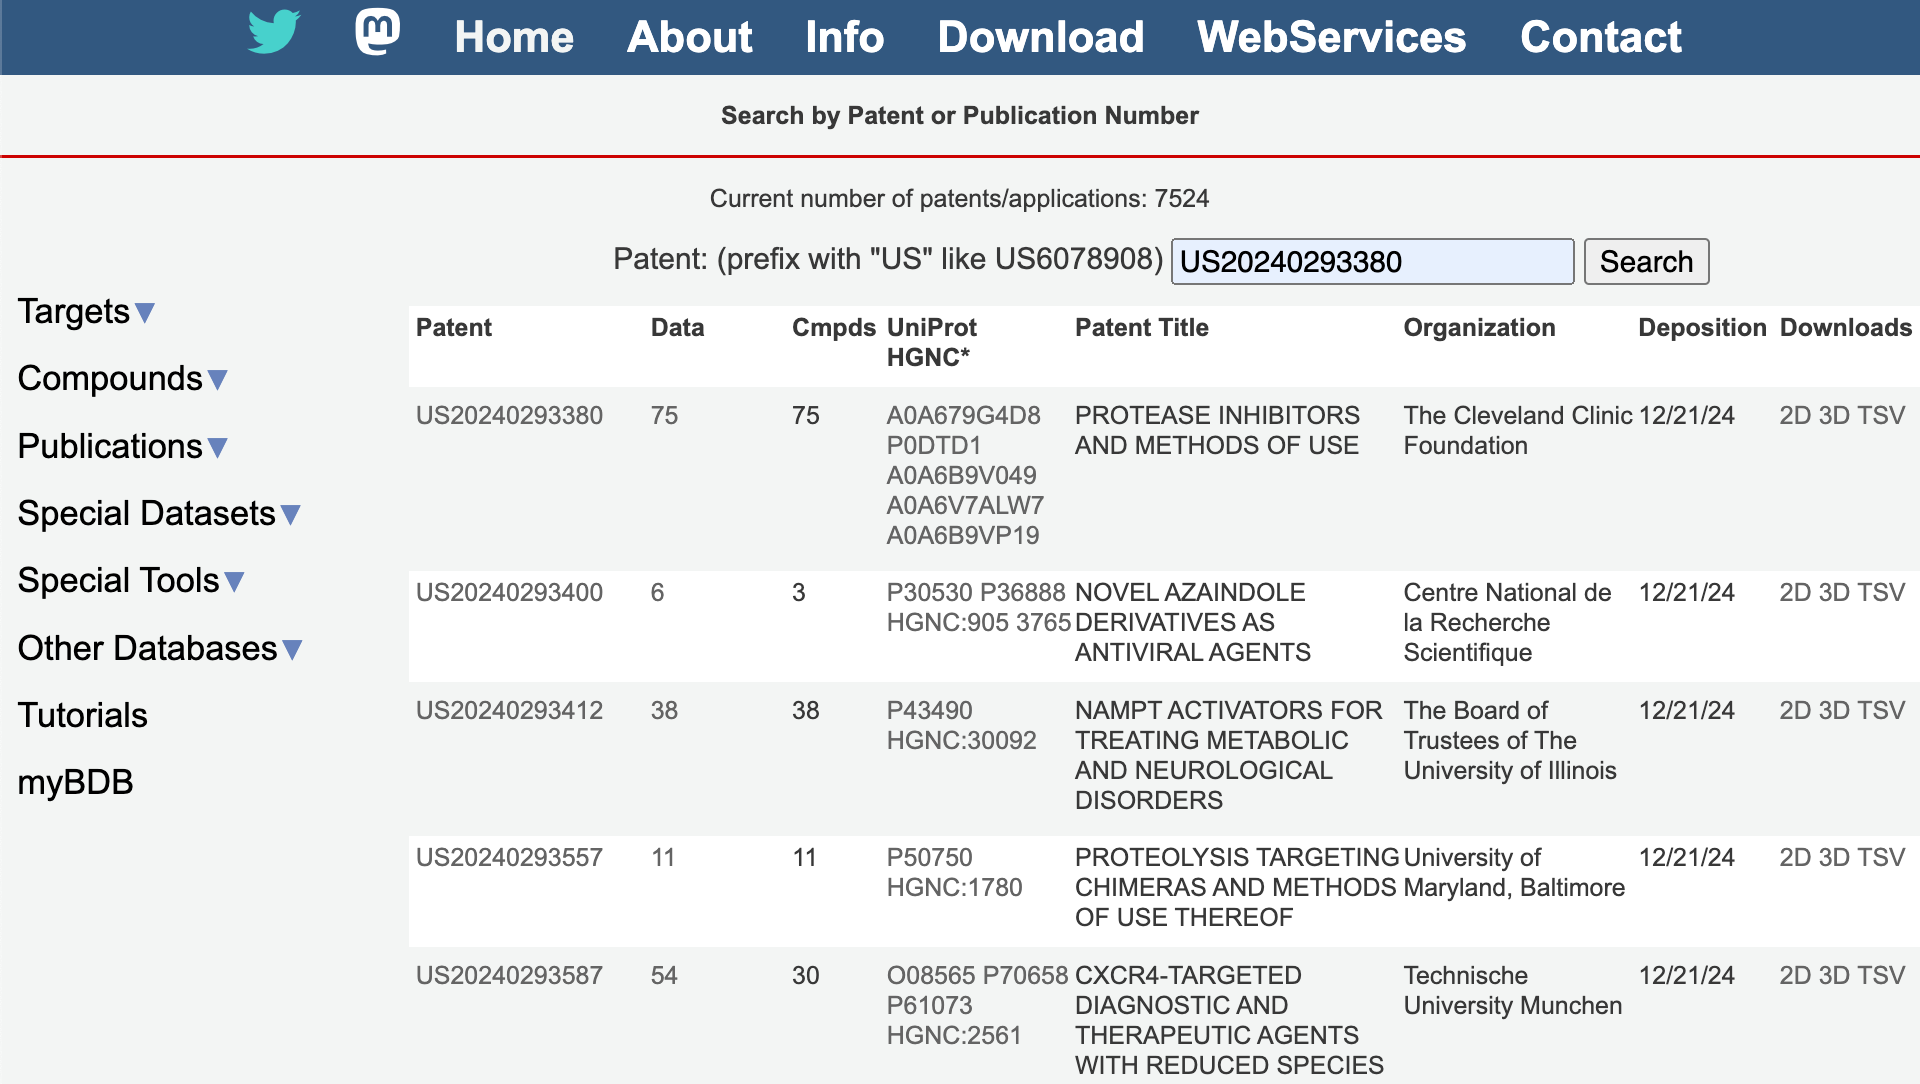 Home About Info Download WebServices Contact
Search by Patent or Publication Number
Current number of patents/applications: 7524
Patent: (prefix with "US" like US6078908) US20240293380 Search
Targets▼
Compounds▼
Publications▼
Special Datasets▼
Special Tools▼
Other Databases▼
Tutorials
myBDB
Patent Data Cmpds UniProt Patent Title Organization Deposition Downloads
HGNC*
US20240293380 75 75 A0A679G4D8 PROTEASE INHIBITORS The Cleveland Clinic 12/21/24 2D 3D TSV
P0DTD1 AND METHODS OF USE Foundation
A0A6B9V049
A0A6V7ALW7
A0A6B9VP19
US20240293400 6 3 P30530 P36888 NOVEL AZAINDOLE Centre National de 12/21/24 2D 3D TSV
HGNC:905 3765 DERIVATIVES AS la Recherche
ANTIVIRAL AGENTS Scientifique
US20240293412 38 38 P43490 NAMPT ACTIVATORS FOR The Board of 12/21/24 2D 3D TSV
HGNC:30092 TREATING METABOLIC Trustees of The
AND NEUROLOGICAL University of Illinois
DISORDERS
US20240293557 11 11 P50750 PROTEOLYSIS TARGETING University of 12/21/24 2D 3D TSV
HGNC:1780 CHIMERAS AND METHODS Maryland, Baltimore
OF USE THEREOF
US20240293587 54 30 O08565 P70658 CXCR4-TARGETED Technische 12/21/24 2D 3D TSV
P61073 DIAGNOSTIC AND University Munchen
HGNC:2561 THERAPEUTIC AGENTS
WITH REDUCED SPECIES